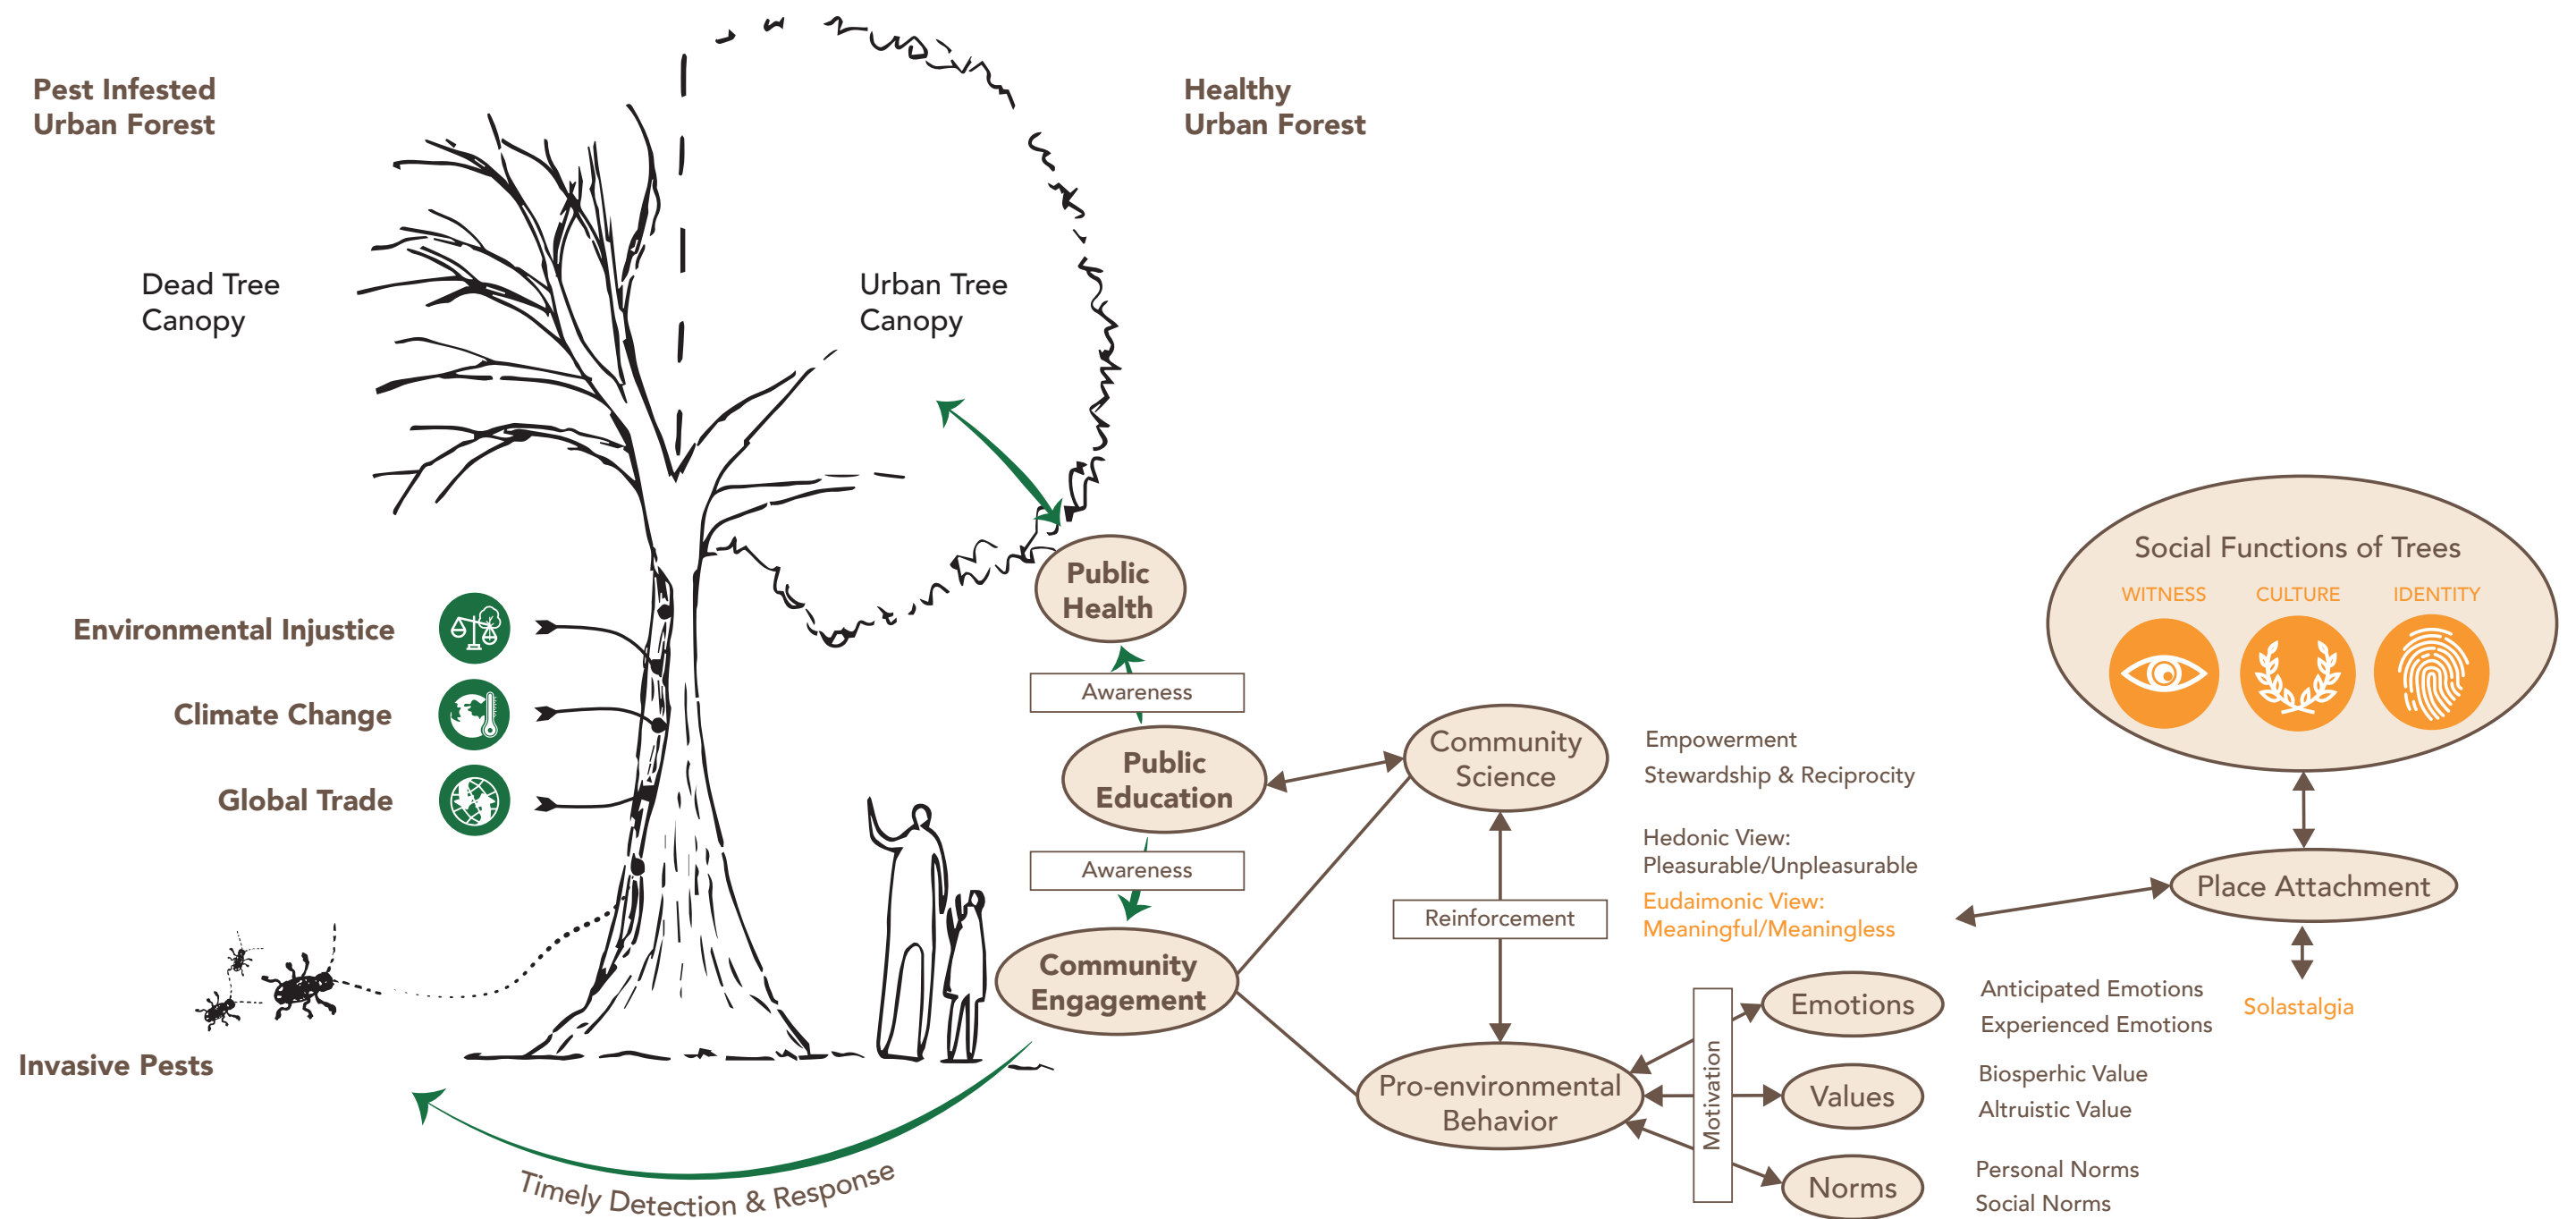 Pest Infested
Urban Forest
Healthy
Urban Forest
Dead Tree
Canopy
Urban Tree
Canopy
Environmental Injustice
Climate Change
Global Trade
Invasive Pests
Timely Detection & Response
Public
Health
Awareness
Public
Education
Awareness
Community
Engagement
Community
Science
Empowerment
Stewardship & Reciprocity
Reinforcement
Hedonic View:
Pleasurable/Unpleasurable
Eudaimonic View:
Meaningful/Meaningless
Pro-environmental
Behavior
Motivation
Emotions
Anticipated Emotions
Experienced Emotions
Values
Biosperhic Value
Altruistic Value
Norms
Personal Norms
Social Norms
Social Functions of Trees
WITNESS
CULTURE
IDENTITY
Place Attachment
Solastalgia